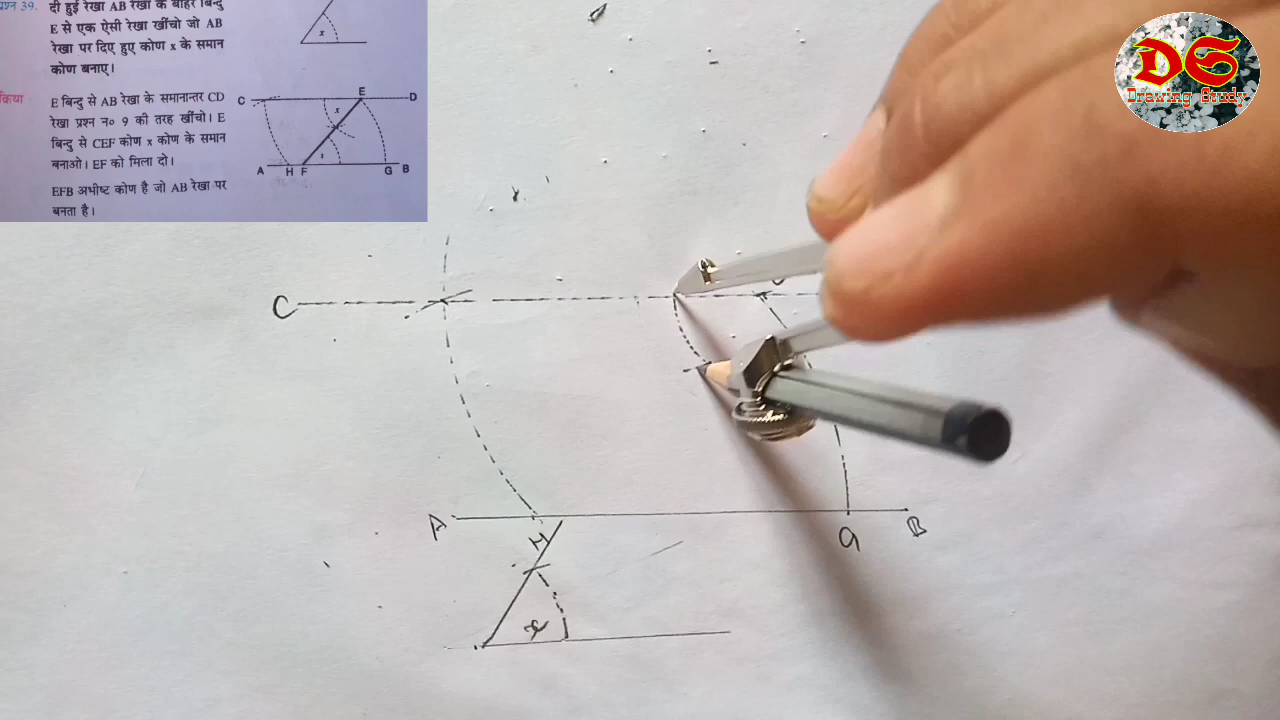 प्रश्न 39. दी हुई रेखा AB रेखा के बाहर बिन्दु
E से एक ऐसी रेखा खींचो जो AB
रेखा पर दिए हुए कोण x के समान
कोण बनाए।
x
क्रिया - E बिन्दु से AB रेखा के समानान्तर CD
रेखा प्रश्न न० 9 की तरह खींचो। E
बिन्दु से CEF कोण x कोण के समान
बनाओ। EF को मिला दो।
EFB अभीष्ट कोण है जो AB रेखा पर
बनता है।
C E D
x
A H F G B
DS
Drawing Study
C
A H G B
x